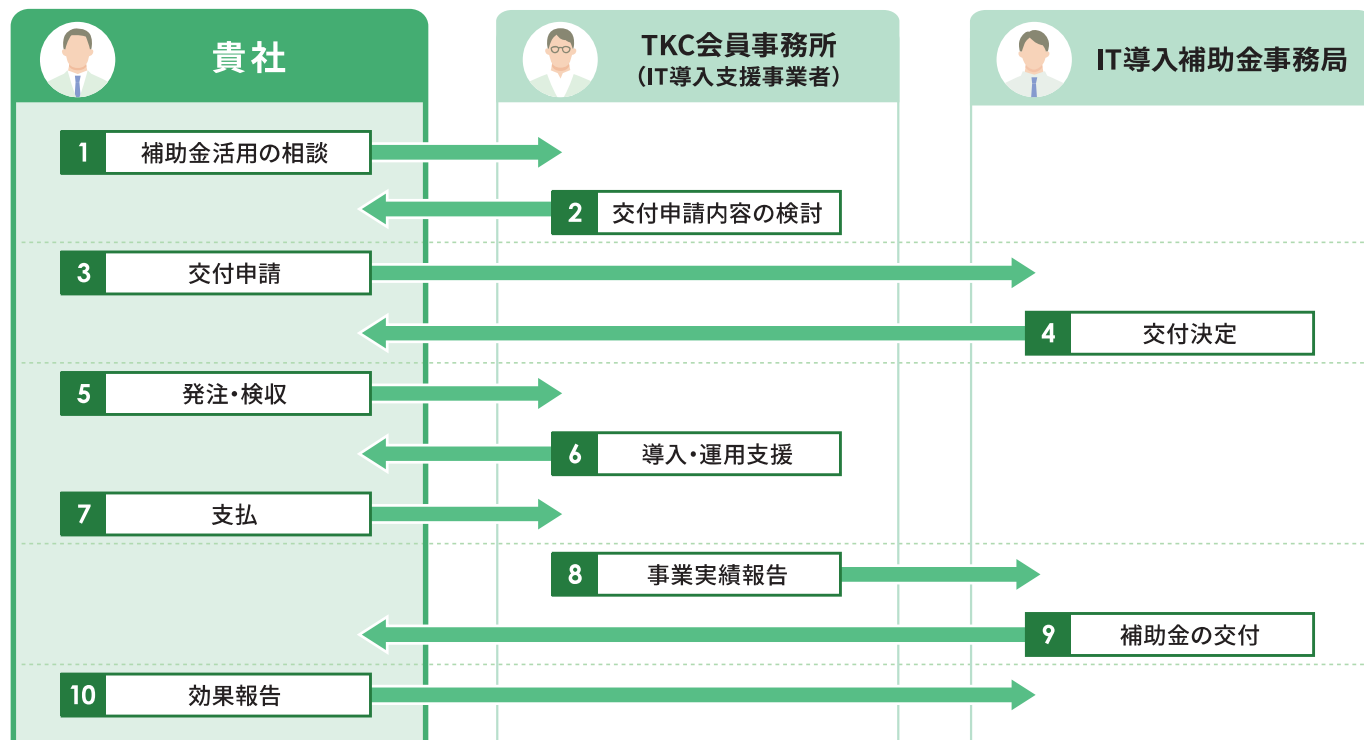 貴社
TKC会員事務所
（IT導入支援事業者）
IT導入補助金事務局
1 補助金活用の相談
2 交付申請内容の検討
3 交付申請
4 交付決定
5 発注・検収
6 導入・運用支援
7 支払
8 事業実績報告
9 補助金の交付
10 効果報告